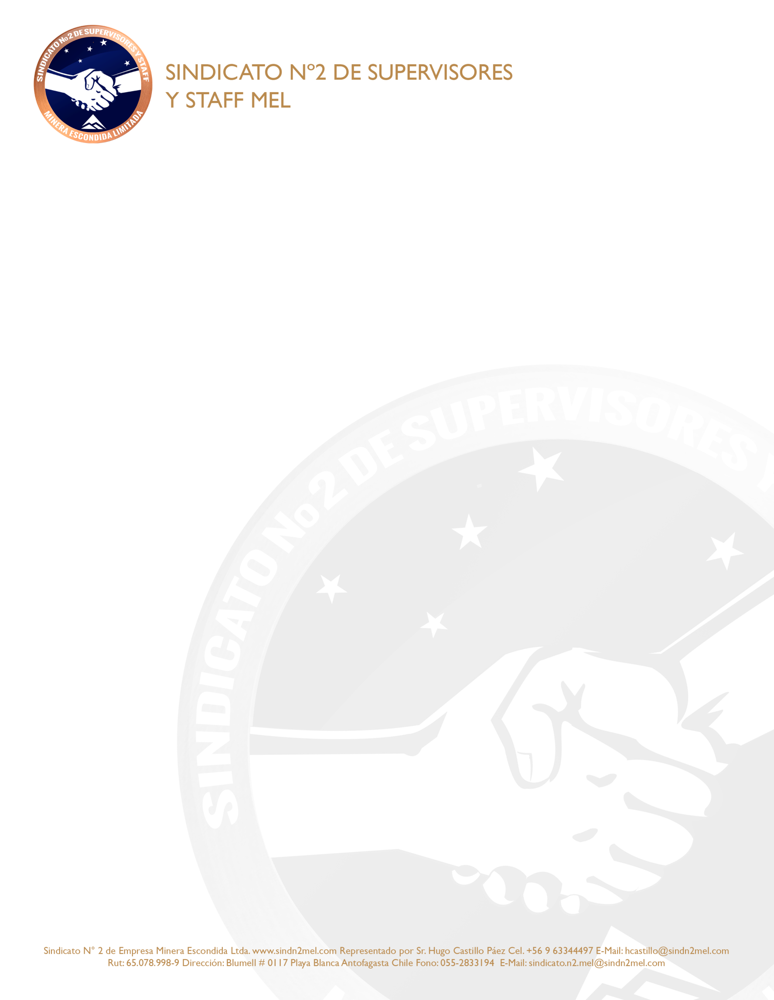 SINDICATO No 2 DE SUPERVISORES Y STAFF
MINERA ESCONDIDA LIMITADA
SINDICATO Nº2 DE SUPERVISORES
Y STAFF MEL
SINDICATO No 2 DE SUPERVISORES Y
Sindicato N° 2 de Empresa Minera Escondida Ltda. www.sindn2mel.com Representado por Sr. Hugo Castillo Páez Cel. +56 9 63344497 E-Mail: hcastillo@sindn2mel.com
Rut: 65.078.998-9 Dirección: Blumell # 0117 Playa Blanca Antofagasta Chile Fono: 055-2833194 E-Mail: sindicato.n2.mel@sindn2mel.com